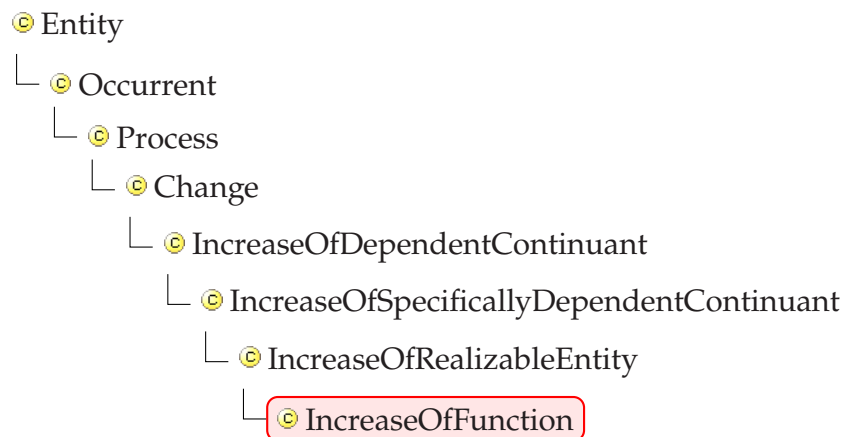 Entity
Occurrent
Process
Change
IncreaseOfDependentContinuant
IncreaseOfSpecificallyDependentContinuant
IncreaseOfRealizableEntity
IncreaseOfFunction